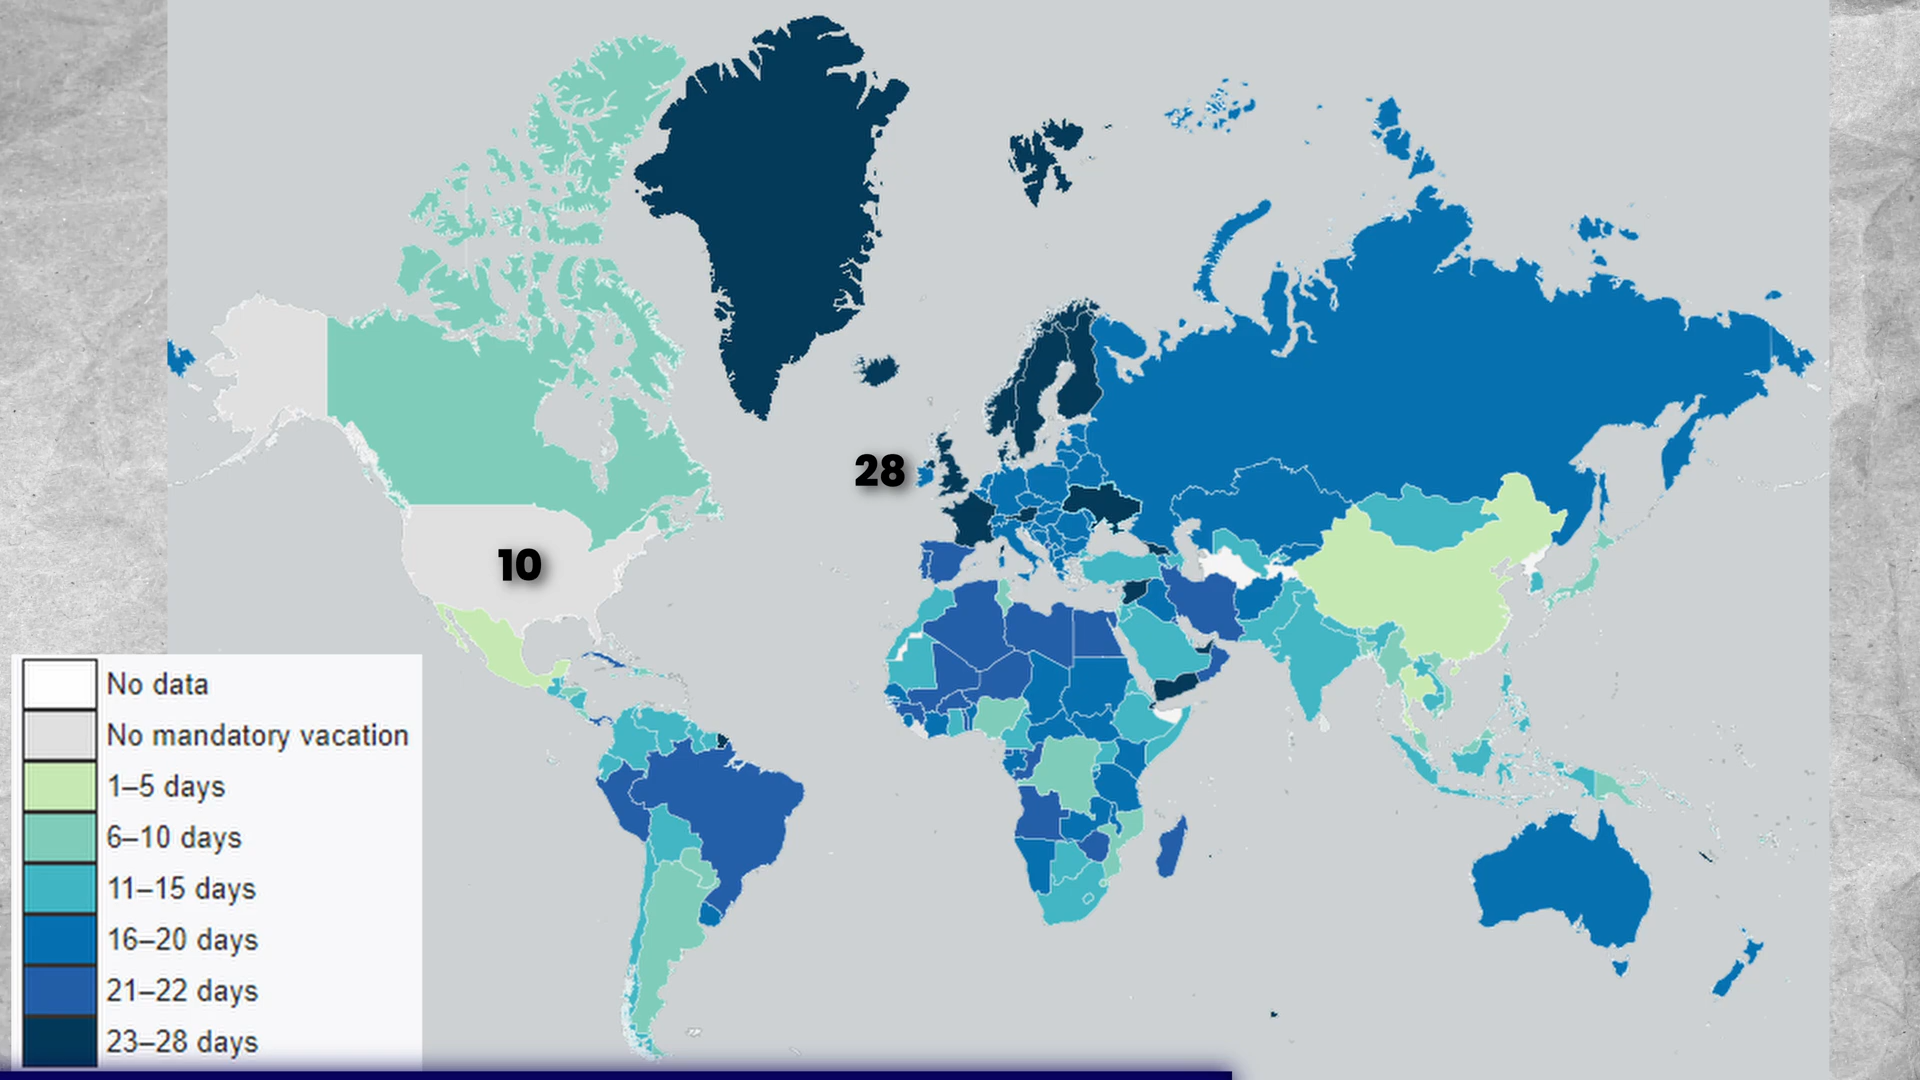 28
10
No data
No mandatory vacation
1–5 days
6–10 days
11–15 days
16–20 days
21–22 days
23–28 days